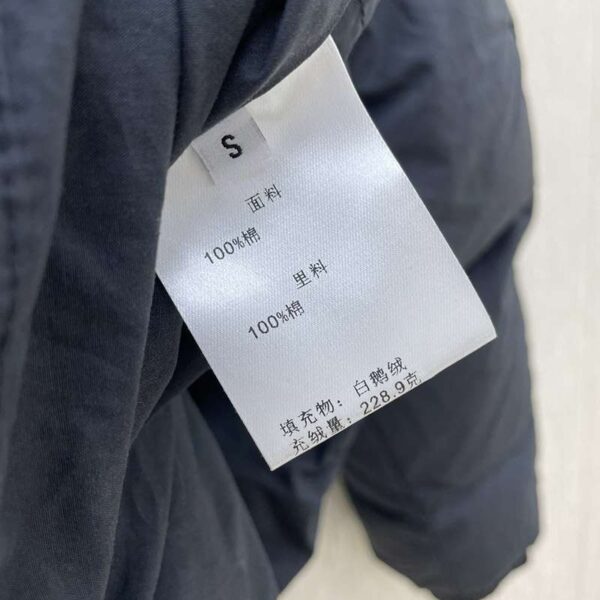 S
面料
100%棉
里料
100%棉
填充物：白鹅绒
充绒量：228.9克